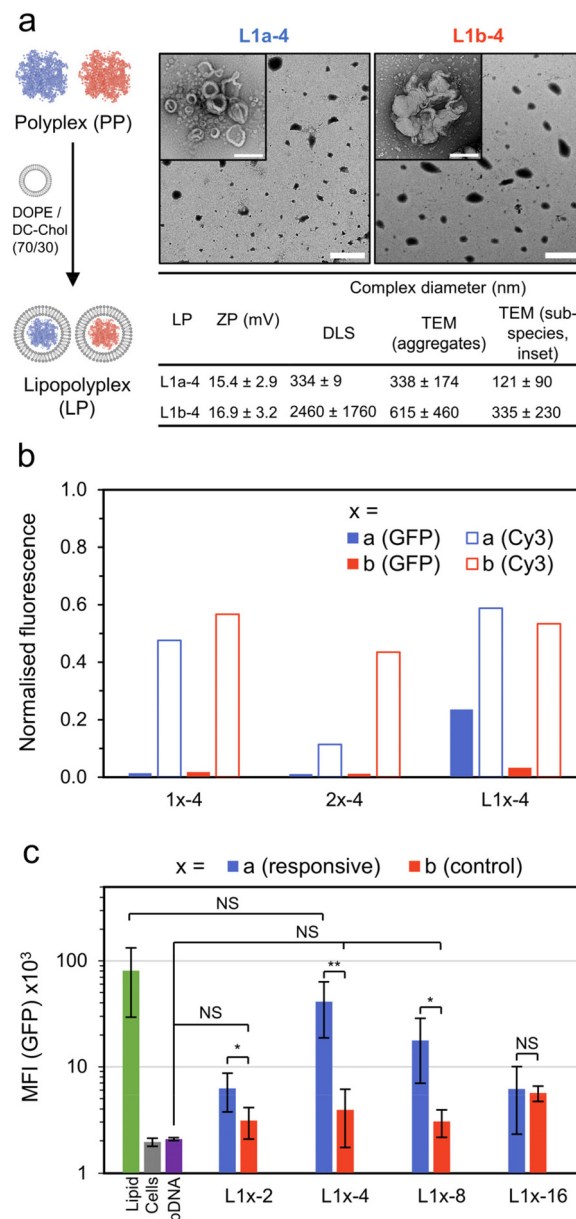 a
L1a-4
L1b-4
Polyplex (PP)
DOPE /
DC-Chol
(70/30)
Lipopolyplex
(LP)
Complex diameter (nm)
LP ZP (mV) DLS TEM (aggregates) TEM (sub-species, inset)
L1a-4 15.4 ± 2.9 334 ± 9 338 ± 174 121 ± 90
L1b-4 16.9 ± 3.2 2460 ± 1760 615 ± 460 335 ± 230
b
x =
a (GFP) a (Cy3)
b (GFP) b (Cy3)
Normalised fluorescence
1.0
0.8
0.6
0.4
0.2
0.0
1x-4 2x-4 L1x-4
c
x = a (responsive) b (control)
MFI (GFP) x10³
100
10
1
NS
NS
NS
*
**
*
NS
Lipid
Cells
pDNA
L1x-2 L1x-4 L1x-8 L1x-16